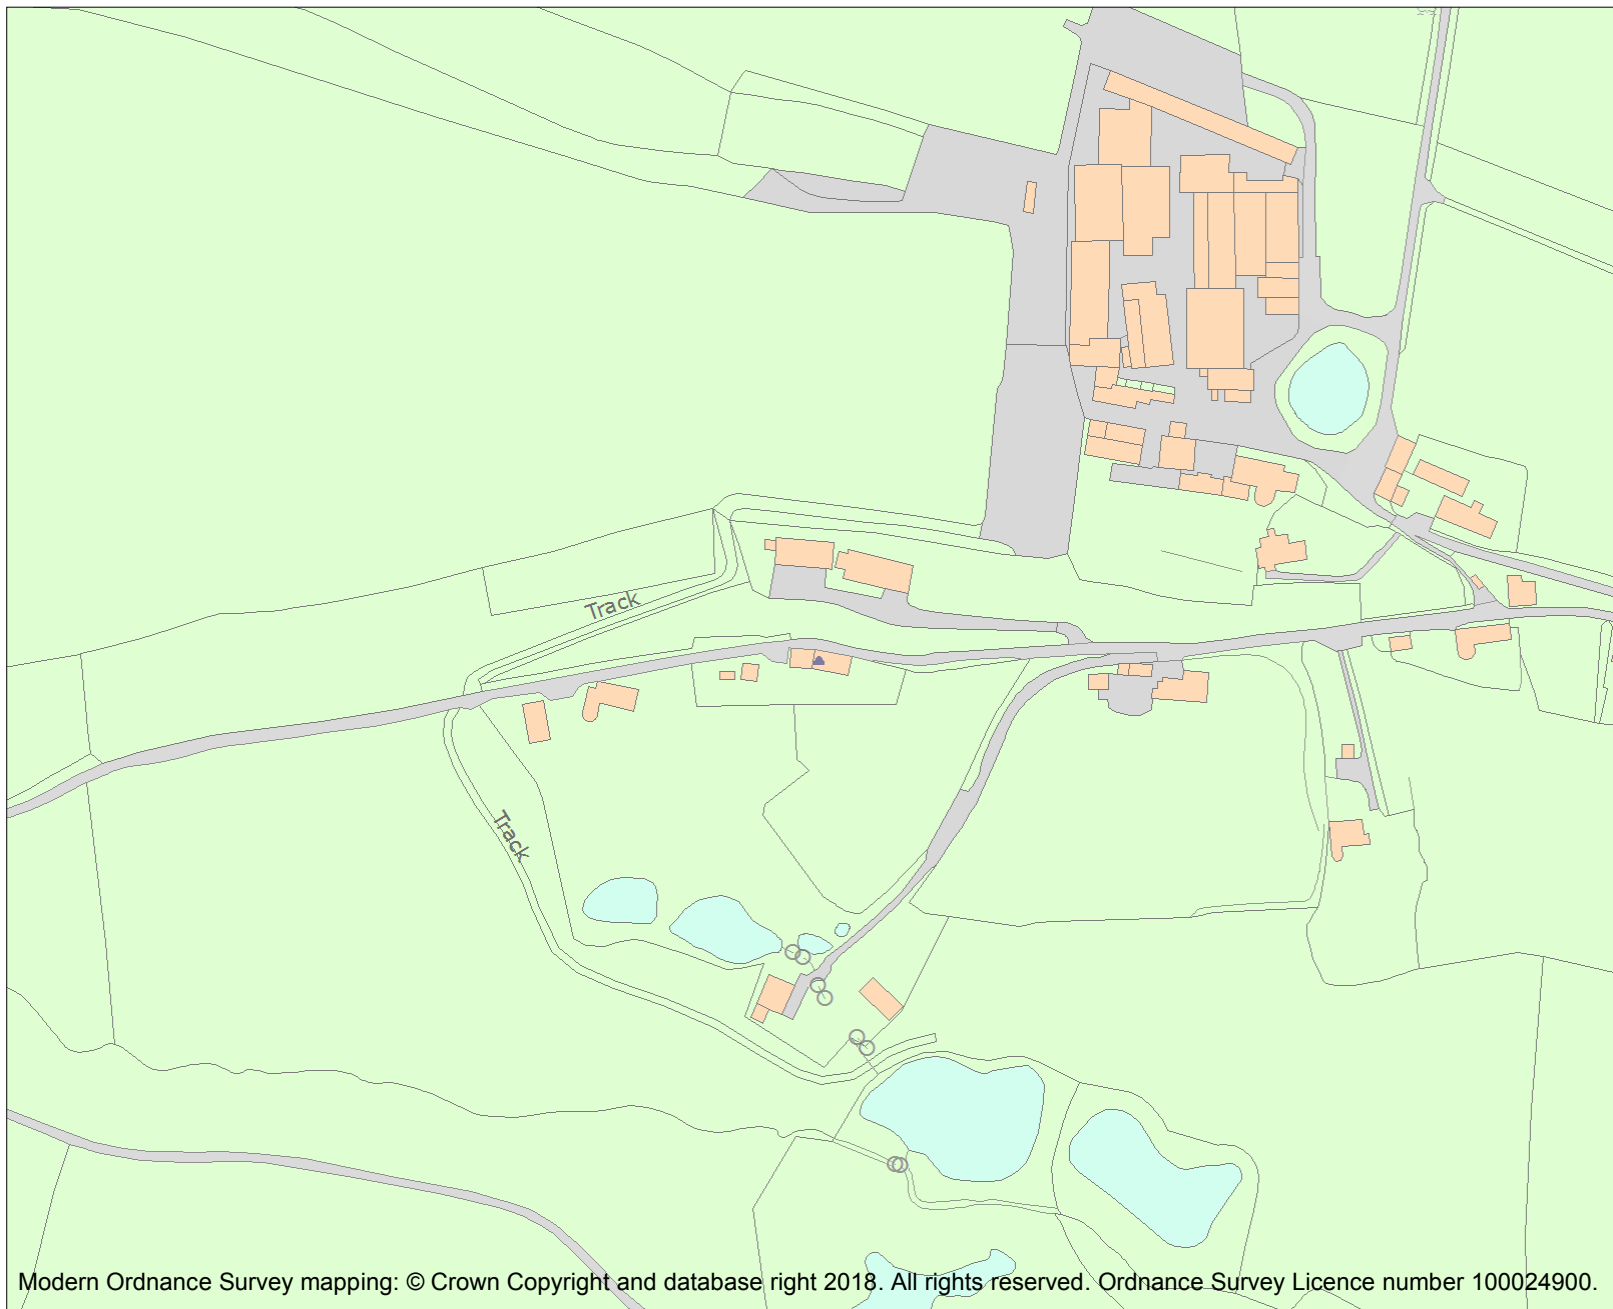 Track
Track
Modern Ordnance Survey mapping: © Crown Copyright and database right 2018. All rights reserved. Ordnance Survey Licence number 100024900.